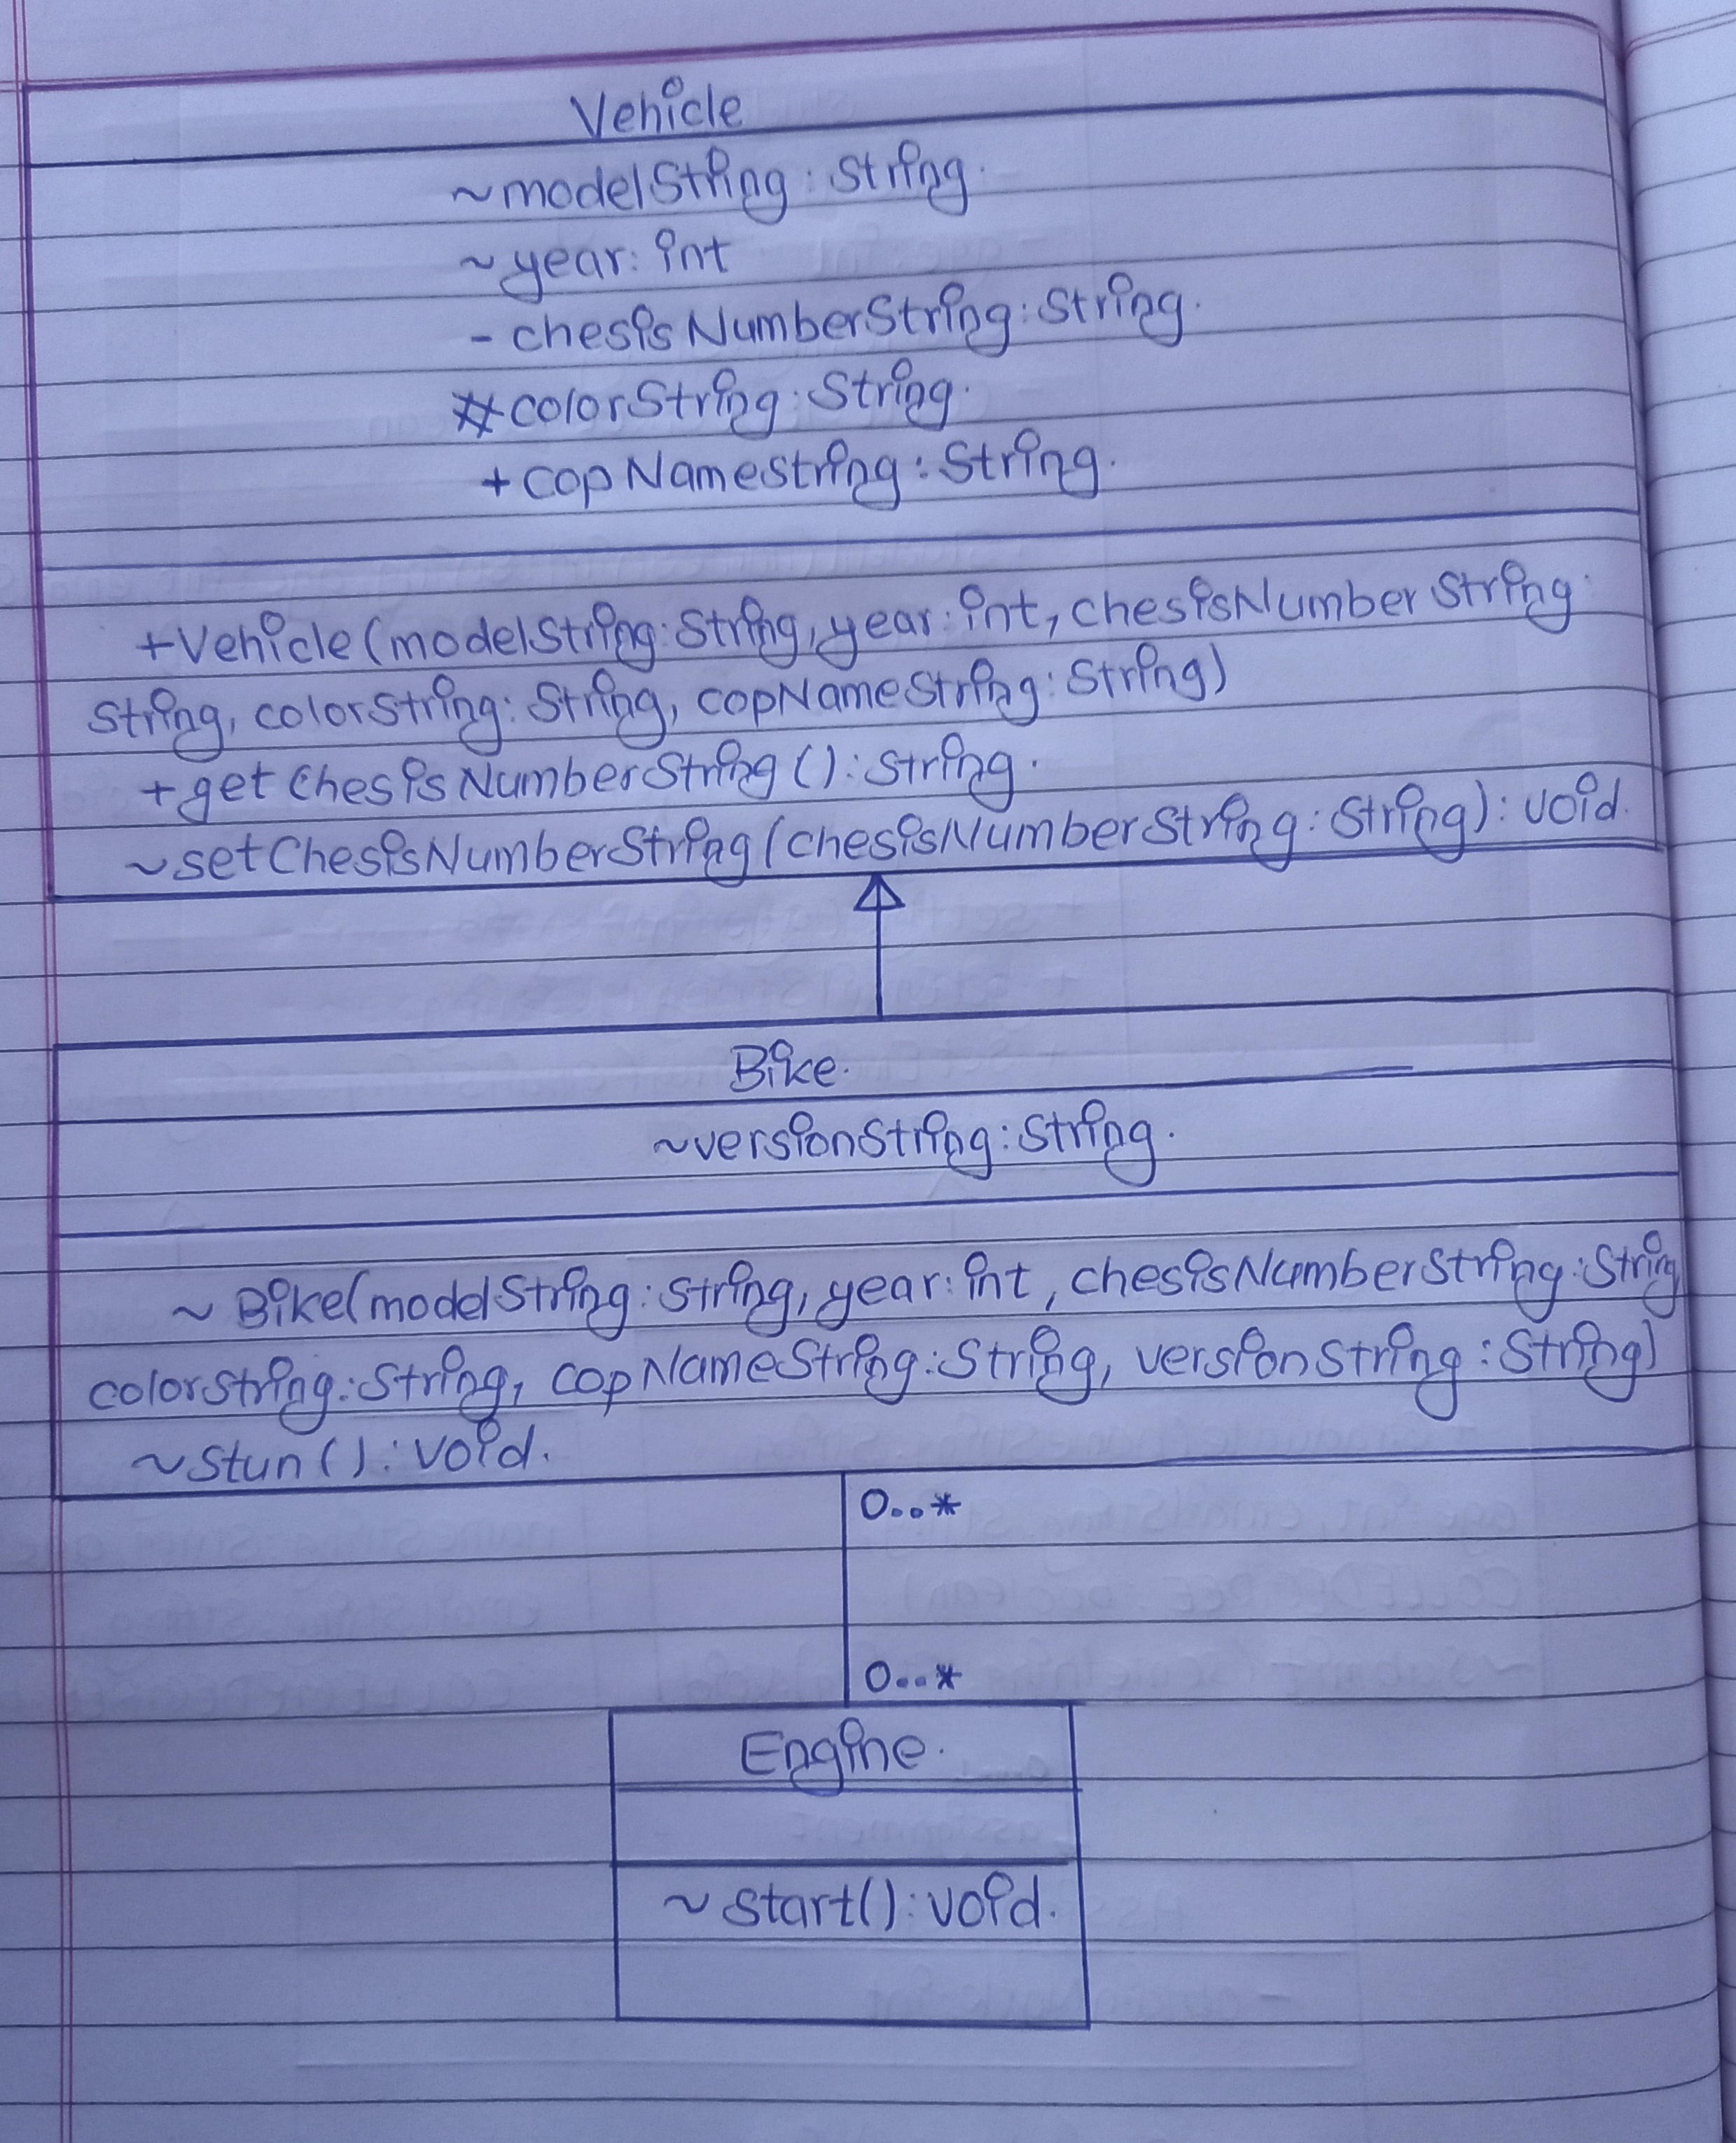 Vehicle
~modelString: String.
~year: int
- chesisNumberString: String.
#colorString: String.
+copNamestring: String.
+Vehicle(modelString: String, year: int, chesisNumberString:
String, colorString: String, copNameString: String)
+getChesisNumberString(): String.
~setChesisNumberString(chesisNumberString: String): void.
Bike.
~versionString: String.
~ Bike(modelString: String, year: int, chesisNumberString: String
colorString: String, copNameString: String, versionString: String)
~stun(): void.
0..*
0..*
Engine.
~ start(): void.